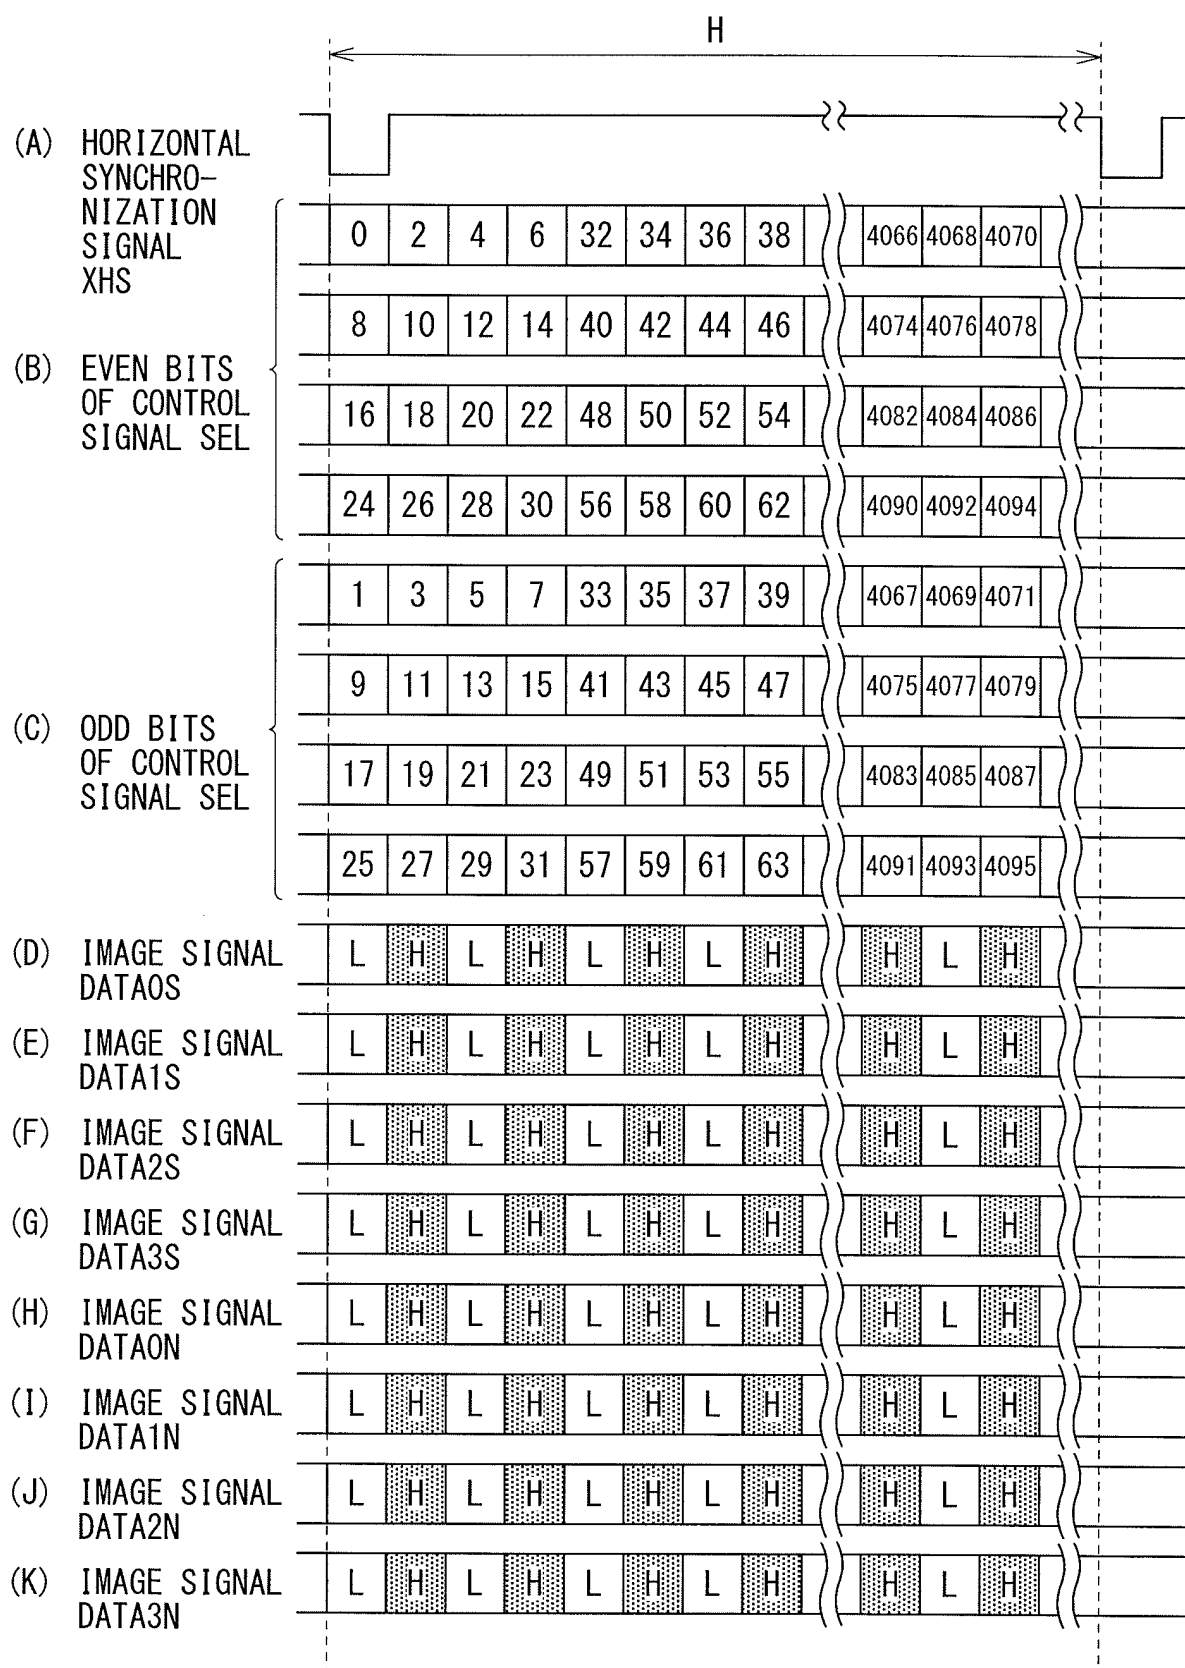 H
(A) HORIZONTAL
SYNCHRO-
NIZATION
SIGNAL
XHS
0 2 4 6 32 34 36 38 4066 4068 4070
8 10 12 14 40 42 44 46 4074 4076 4078
(B) EVEN BITS
OF CONTROL
SIGNAL SEL
16 18 20 22 48 50 52 54 4082 4084 4086
24 26 28 30 56 58 60 62 4090 4092 4094
1 3 5 7 33 35 37 39 4067 4069 4071
9 11 13 15 41 43 45 47 4075 4077 4079
(C) ODD BITS
OF CONTROL
SIGNAL SEL
17 19 21 23 49 51 53 55 4083 4085 4087
25 27 29 31 57 59 61 63 4091 4093 4095
(D) IMAGE SIGNAL L H L H L H L H H L H
DATA0S
(E) IMAGE SIGNAL L H L H L H L H H L H
DATA1S
(F) IMAGE SIGNAL L H L H L H L H H L H
DATA2S
(G) IMAGE SIGNAL L H L H L H L H H L H
DATA3S
(H) IMAGE SIGNAL L H L H L H L H H L H
DATA0N
(I) IMAGE SIGNAL L H L H L H L H H L H
DATA1N
(J) IMAGE SIGNAL L H L H L H L H H L H
DATA2N
(K) IMAGE SIGNAL L H L H L H L H H L H
DATA3N